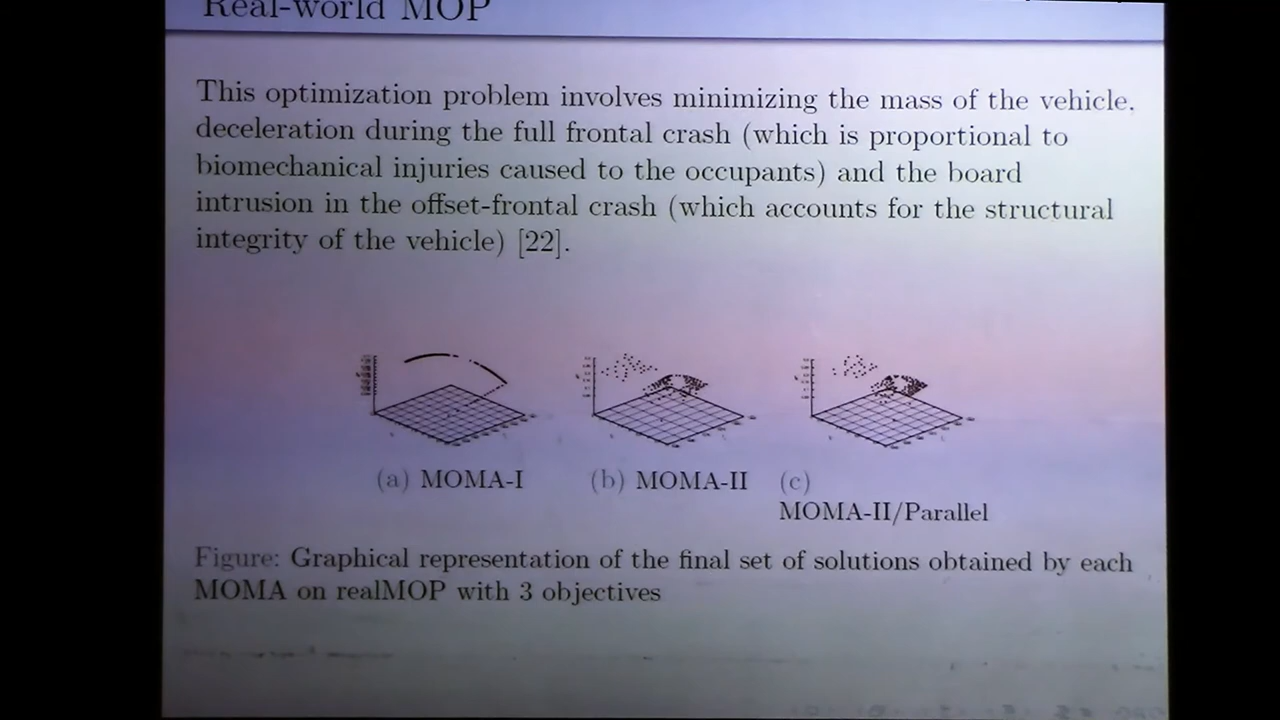 Real-world MOP
This optimization problem involves minimizing the mass of the vehicle,
deceleration during the full frontal crash (which is proportional to
biomechanical injuries caused to the occupants) and the board
intrusion in the offset-frontal crash (which accounts for the structural
integrity of the vehicle) [22].
(a) MOMA-I
(b) MOMA-II
(c)
MOMA-II/Parallel
Figure: Graphical representation of the final set of solutions obtained by each
MOMA on realMOP with 3 objectives